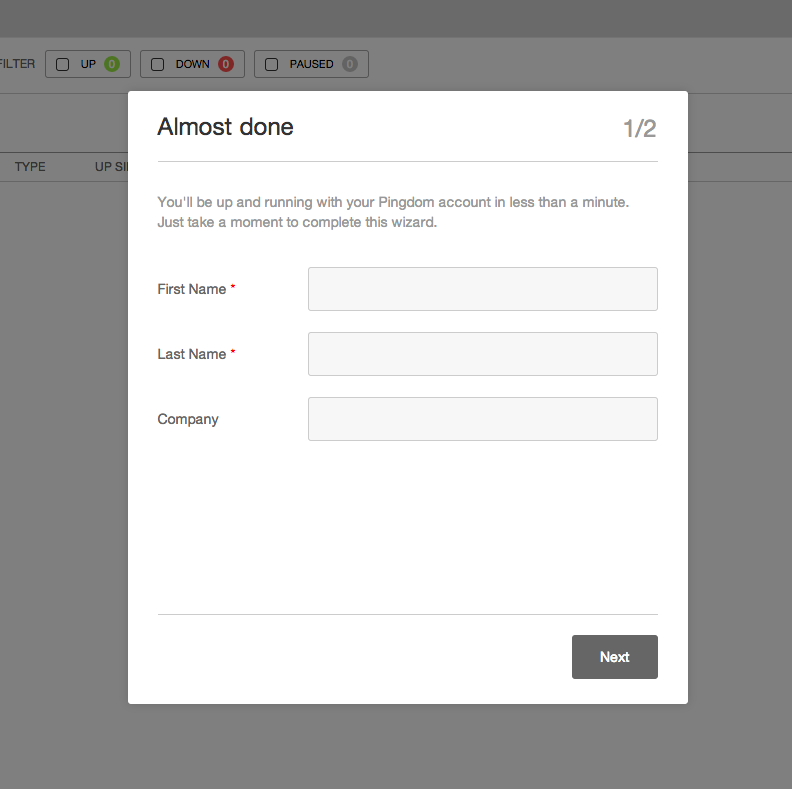 FILTER UP 0 DOWN 0 PAUSED 0
Almost done 1/2
TYPE UP SI
You'll be up and running with your Pingdom account in less than a minute.
Just take a moment to complete this wizard.
First Name *
Last Name *
Company
Next